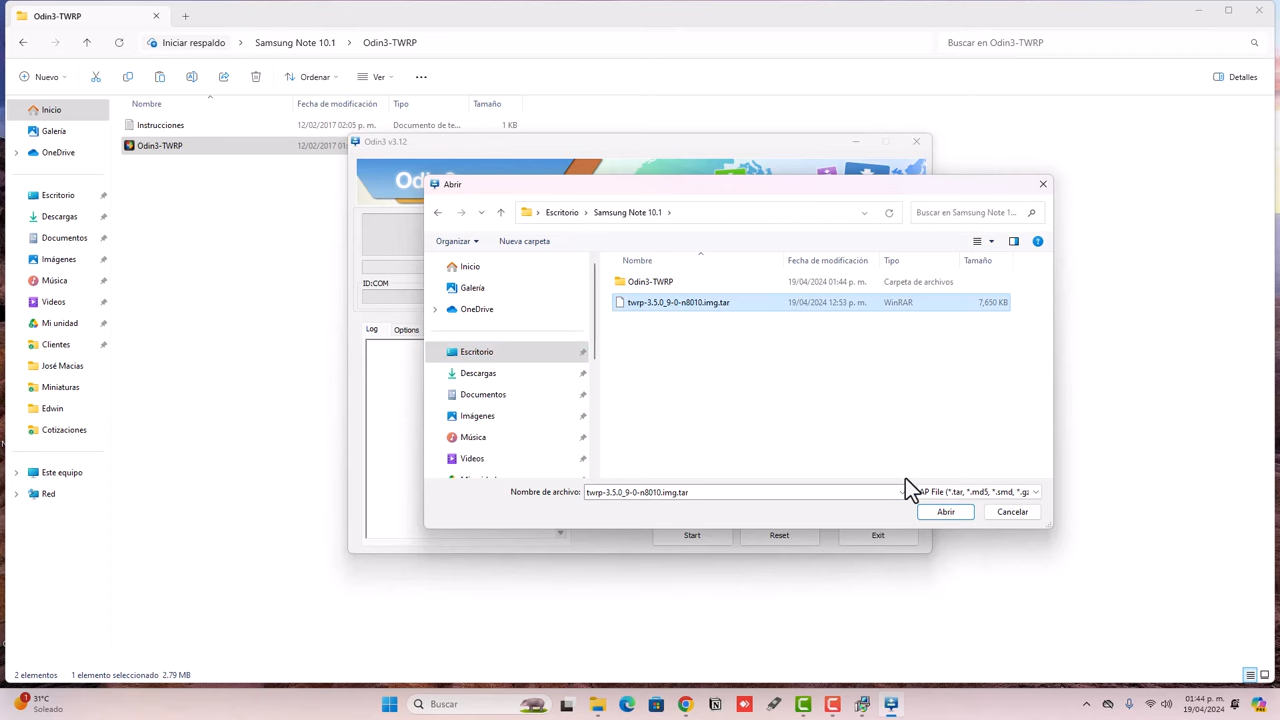 Odin3-TWRP
Iniciar respaldo
Samsung Note 10.1
Odin3-TWRP
Buscar en Odin3-TWRP
Nuevo
Ordenar
Ver
Detalles
Nombre
Fecha de modificación
Tipo
Tamaño
Instrucciones
12/02/2017 02:05 p. m.
Documento de te...
1 KB
Odin3-TWRP
Inicio
Galería
OneDrive
Escritorio
Descargas
Documentos
Imágenes
Música
Videos
Mi unidad
Clientes
José Macias
Miniaturas
Edwin
Cotizaciones
Este equipo
Red
2 elementos
1 elemento seleccionado
2.79 MB
Odin3 v3.12
ID:COM
Log
Options
Start
Reset
Exit
Abrir
Escritorio
Samsung Note 10.1
Buscar en Samsung Note 1...
Organizar
Nueva carpeta
Nombre
Fecha de modificación
Tipo
Tamaño
Odin3-TWRP
19/04/2024 01:44 p. m.
Carpeta de archivos
twrp-3.5.0_9-0-n8010.img.tar
19/04/2024 12:53 p. m.
WinRAR
7,650 KB
Inicio
Galería
OneDrive
Escritorio
Descargas
Documentos
Imágenes
Música
Videos
Nombre de archivo:
twrp-3.5.0_9-0-n8010.img.tar
AP File (*.tar, *.md5, *.smd, *.gz
Abrir
Cancelar
1
31°C
Soleado
Buscar
01:44 p. m.
19/04/2024